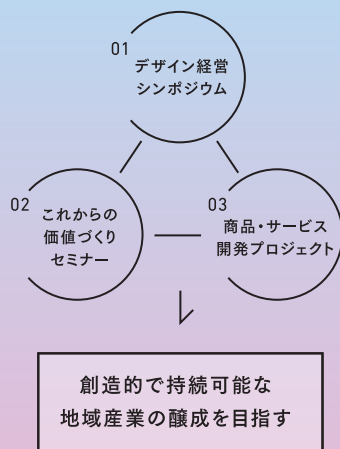 01
デザイン経営
シンポジウム
02
これからの
価値づくり
セミナー
03
商品・サービス
開発プロジェクト
創造的で持続可能な
地域産業の醸成を目指す